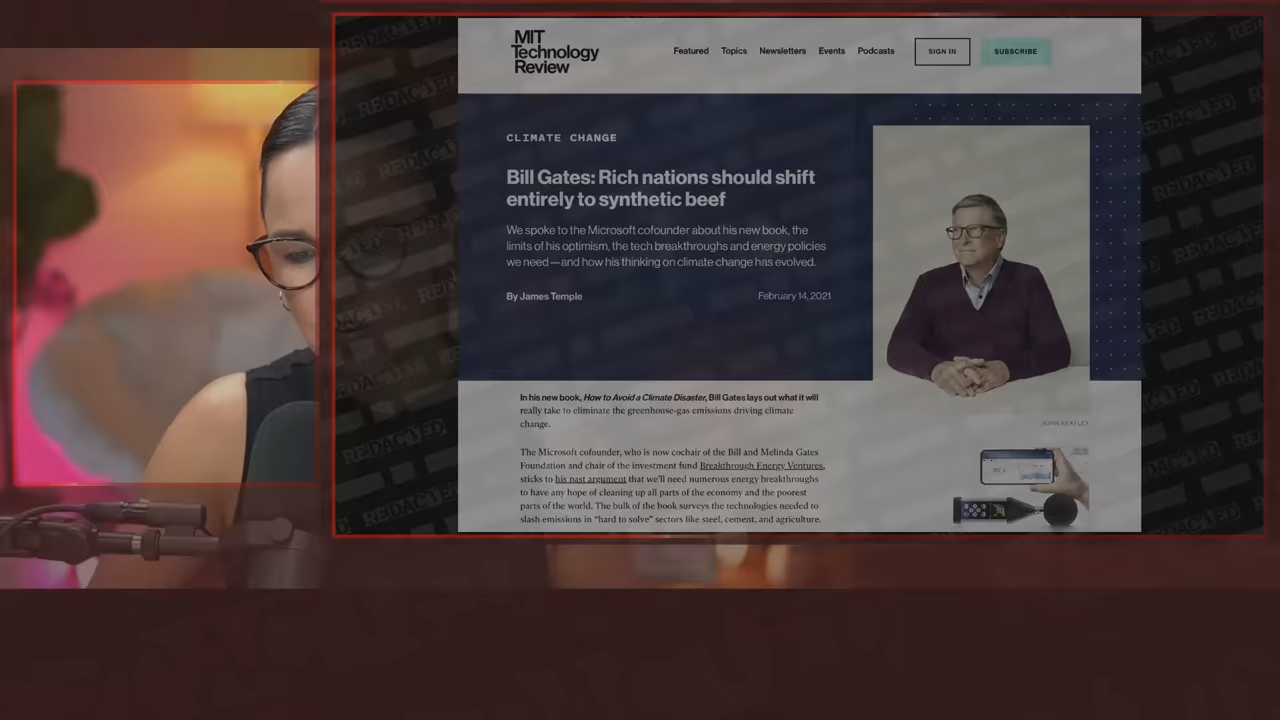 MIT
Technology
Review
Featured Topics Newsletters Events Podcasts SIGN IN SUBSCRIBE
CLIMATE CHANGE
Bill Gates: Rich nations should shift
entirely to synthetic beef
We spoke to the Microsoft cofounder about his new book, the
limits of his optimism, the tech breakthroughs and energy policies
we need—and how his thinking on climate change has evolved.
By James Temple February 14, 2021
JOHN KEATLEY
In his new book, How to Avoid a Climate Disaster, Bill Gates lays out what it will
really take to eliminate the greenhouse-gas emissions driving climate
change.
The Microsoft cofounder, who is now cochair of the Bill and Melinda Gates
Foundation and chair of the investment fund Breakthrough Energy Ventures,
sticks to his past argument that we'll need numerous energy breakthroughs
to have any hope of cleaning up all parts of the economy and the poorest
parts of the world. The bulk of the book surveys the technologies needed to
slash emissions in "hard to solve" sectors like steel, cement, and agriculture.
REDACTED